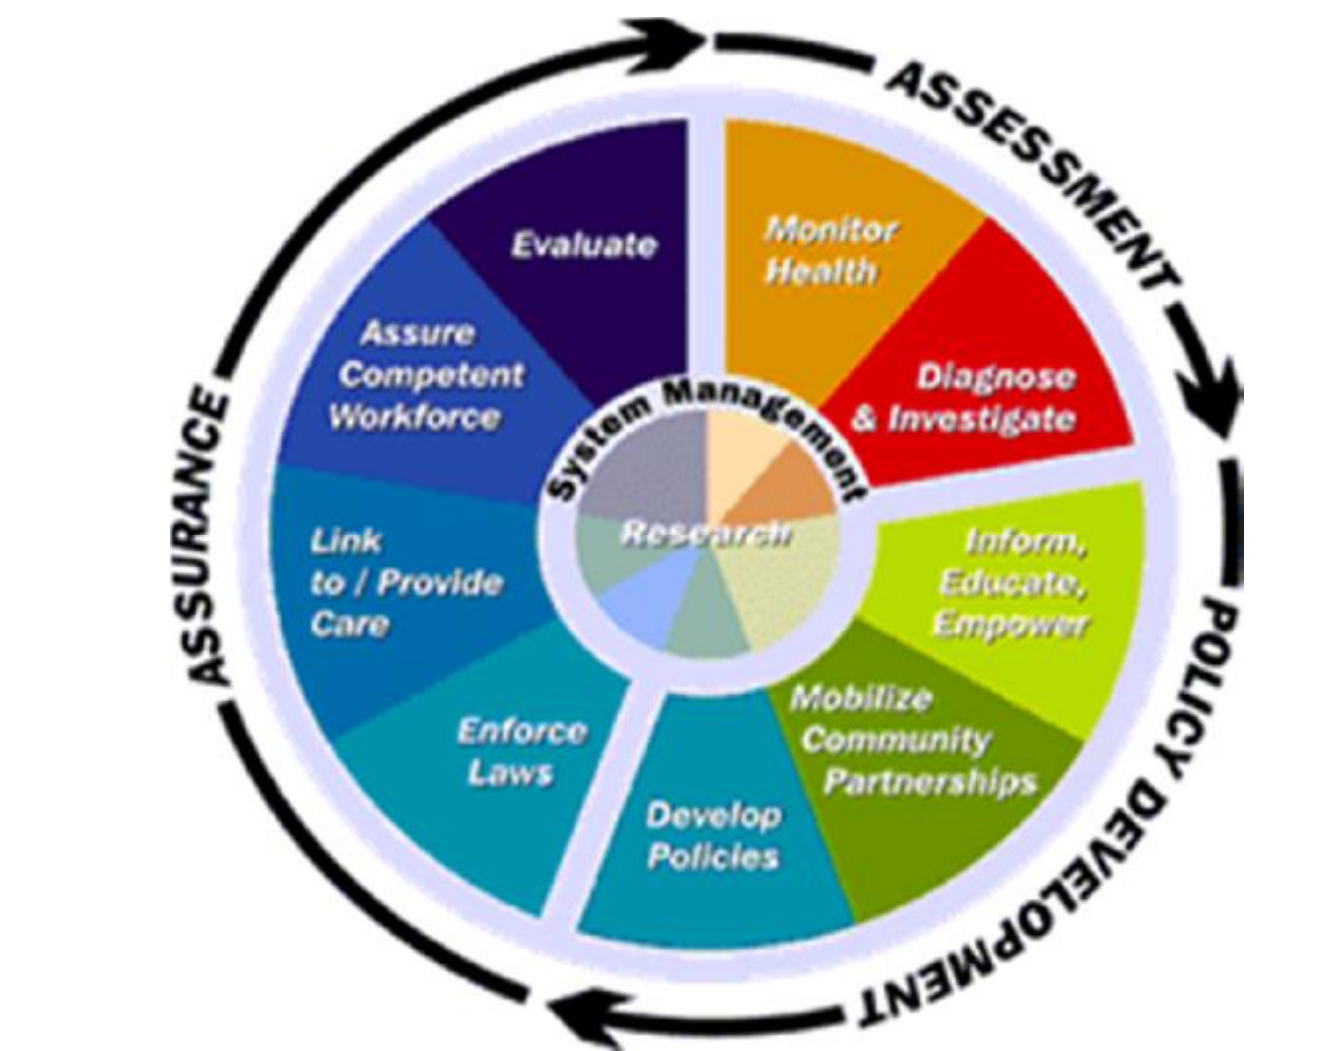 ASSESSMENT
POLICY DEVELOPMENT
ASSURANCE
Monitor
Health
Diagnose
& Investigate
Inform,
Educate,
Empower
Mobilize
Community
Partnerships
Develop
Policies
Enforce
Laws
Link
to / Provide
Care
Assure
Competent
Workforce
Evaluate
System Management
Research